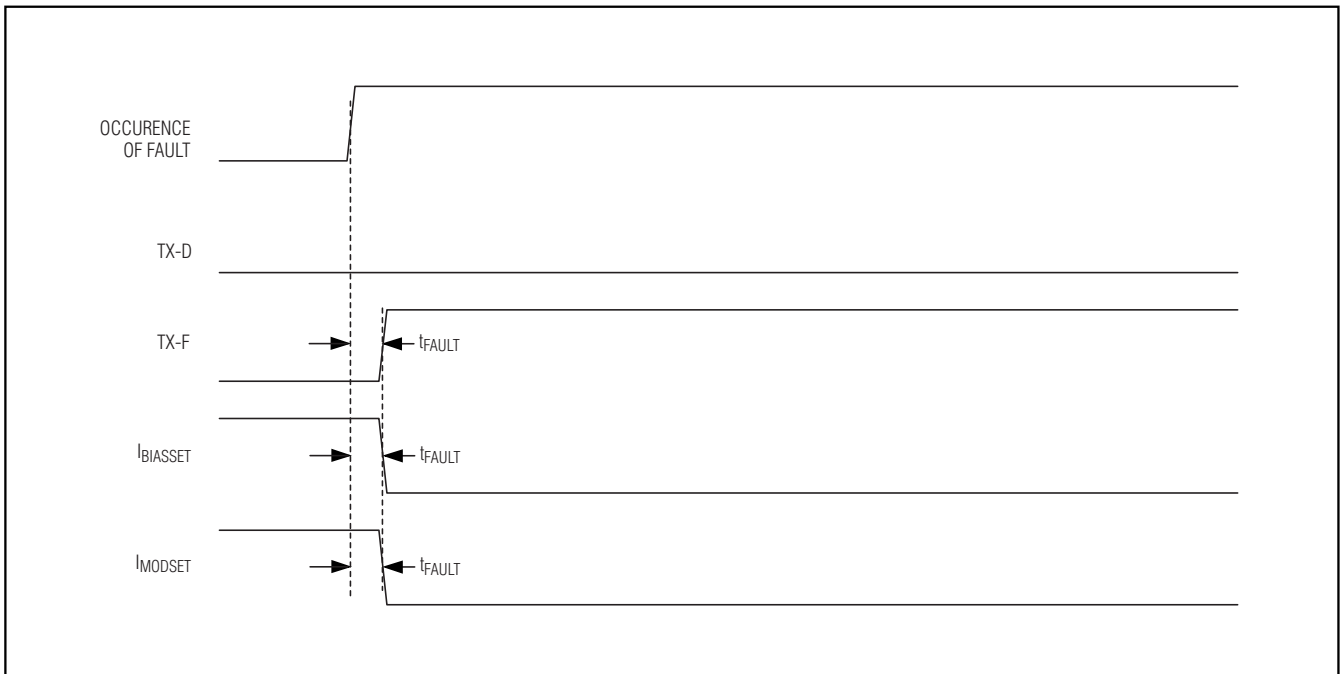 OCCURENCE
OF FAULT
TX-D
TX-F
tFAULT
IBIASSET
tFAULT
IMODSET
tFAULT